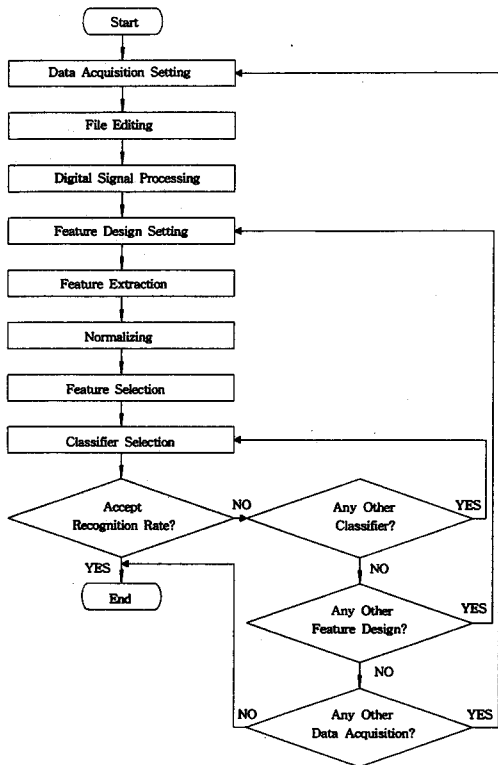 Start
Data Acquisition Setting
File Editing
Digital Signal Processing
Feature Design Setting
Feature Extraction
Normalizing
Feature Selection
Classifier Selection
Accept
Recognition Rate?
NO
Any Other
Classifier?
YES
YES
NO
End
Any Other
Feature Design?
YES
NO
NO
Any Other
Data Acquisition?
YES